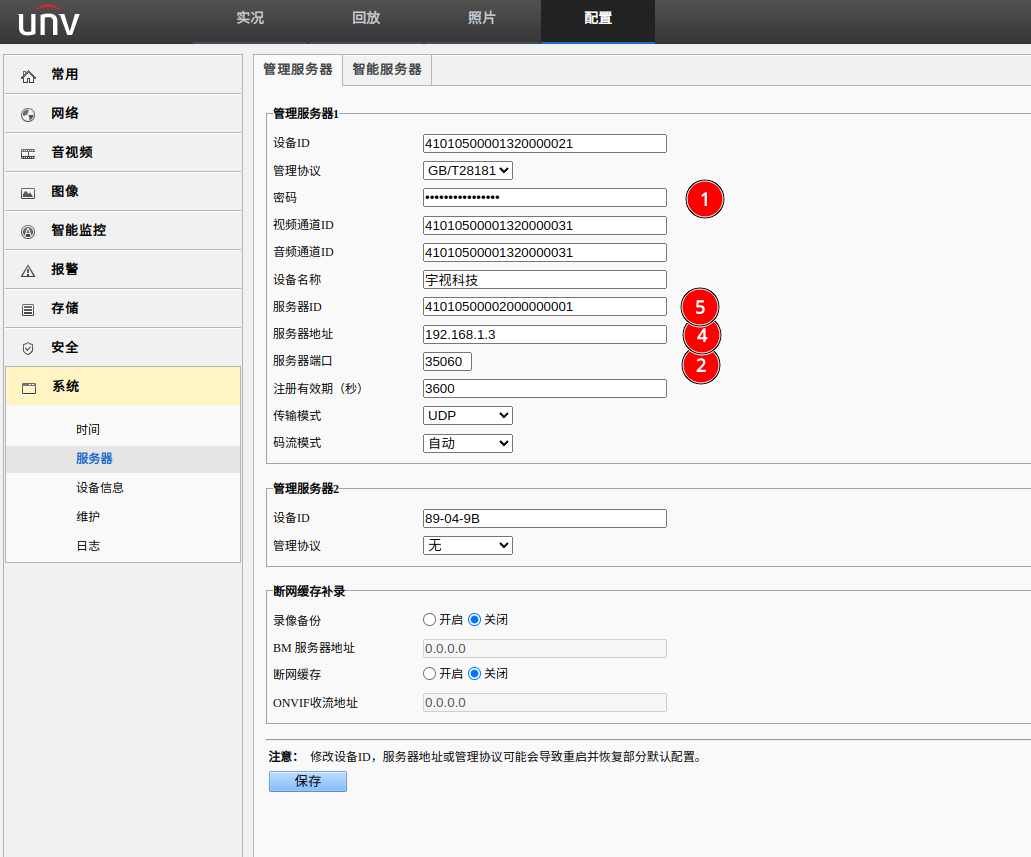 unv
实况 回放 照片 配置
常用
网络
音视频
图像
智能监控
报警
存储
安全
系统
时间
服务器
设备信息
维护
日志
管理服务器 智能服务器
管理服务器1
设备ID 41010500001320000021
管理协议 GB/T28181
密码 ••••••••••••••••
1
视频通道ID 41010500001320000031
音频通道ID 41010500001320000031
设备名称 宇视科技
服务器ID 41010500002000000001
5
服务器地址 192.168.1.3
4
服务器端口 35060
2
注册有效期（秒） 3600
传输模式 UDP
码流模式 自动
管理服务器2
设备ID 89-04-9B
管理协议 无
断网缓存补录
录像备份 开启 关闭
BM 服务器地址 0.0.0.0
断网缓存 开启 关闭
ONVIF收流地址 0.0.0.0
注意： 修改设备ID，服务器地址或管理协议可能会导致重启并恢复部分默认配置。
保存